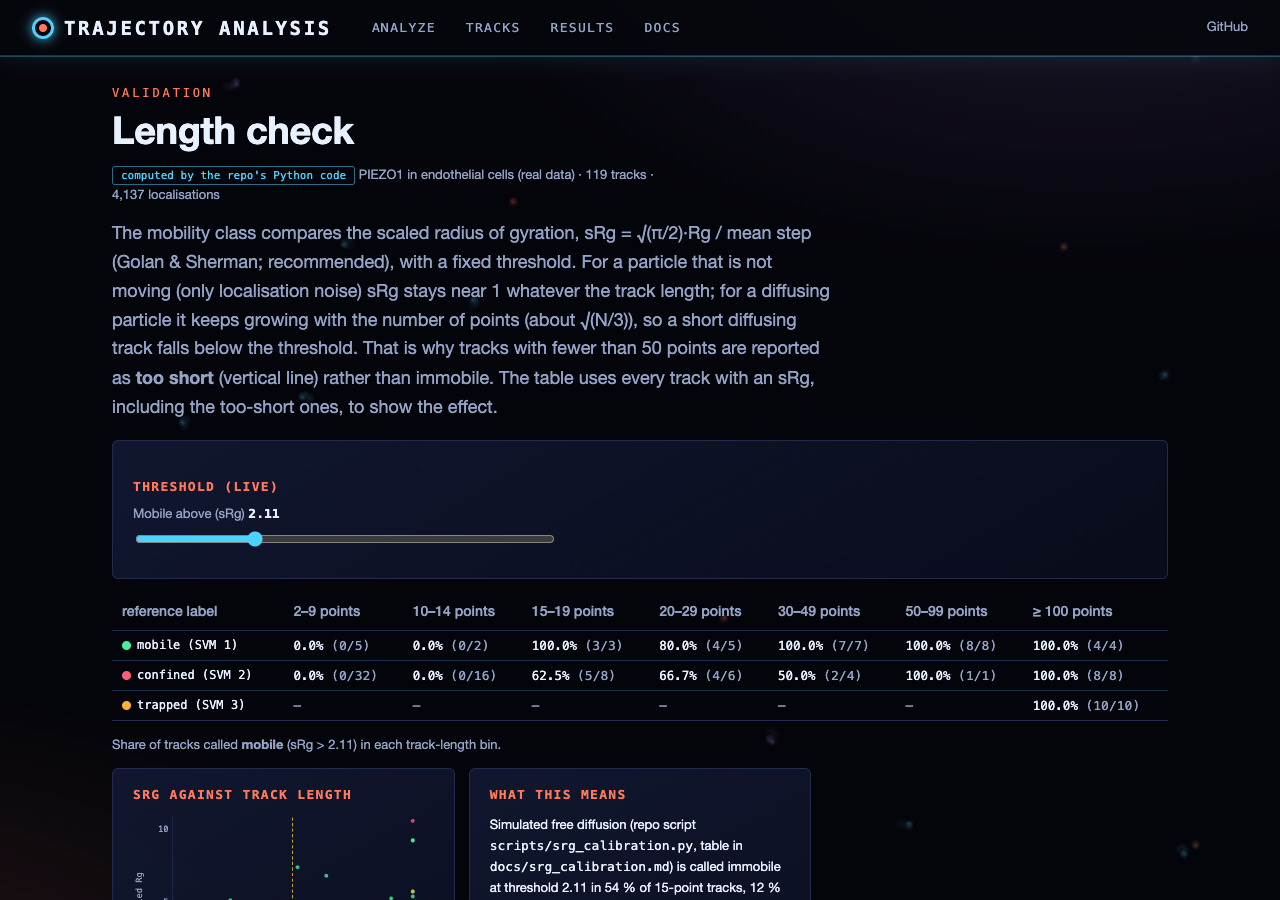 TRAJECTORY ANALYSIS
ANALYZE
TRACKS
RESULTS
DOCS
GitHub
VALIDATION
Length check
computed by the repo's Python code PIEZO1 in endothelial cells (real data) · 119 tracks ·
4,137 localisations
The mobility class compares the scaled radius of gyration, sRg = √(π/2)·Rg / mean step
(Golan & Sherman; recommended), with a fixed threshold. For a particle that is not
moving (only localisation noise) sRg stays near 1 whatever the track length; for a diffusing
particle it keeps growing with the number of points (about √(N/3)), so a short diffusing
track falls below the threshold. That is why tracks with fewer than 50 points are reported
as too short (vertical line) rather than immobile. The table uses every track with an sRg,
including the too-short ones, to show the effect.
THRESHOLD (LIVE)
Mobile above (sRg) 2.11
reference label 2–9 points 10–14 points 15–19 points 20–29 points 30–49 points 50–99 points ≥ 100 points
mobile (SVM 1) 0.0% (0/5) 0.0% (0/2) 100.0% (3/3) 80.0% (4/5) 100.0% (7/7) 100.0% (8/8) 100.0% (4/4)
confined (SVM 2) 0.0% (0/32) 0.0% (0/16) 62.5% (5/8) 66.7% (4/6) 50.0% (2/4) 100.0% (1/1) 100.0% (8/8)
trapped (SVM 3) — — — — — — 100.0% (10/10)
Share of tracks called mobile (sRg > 2.11) in each track-length bin.
SRG AGAINST TRACK LENGTH
10
Rg
WHAT THIS MEANS
Simulated free diffusion (repo script
scripts/srg_calibration.py, table in
docs/srg_calibration.md) is called immobile
at threshold 2.11 in 54 % of 15-point tracks, 12 %